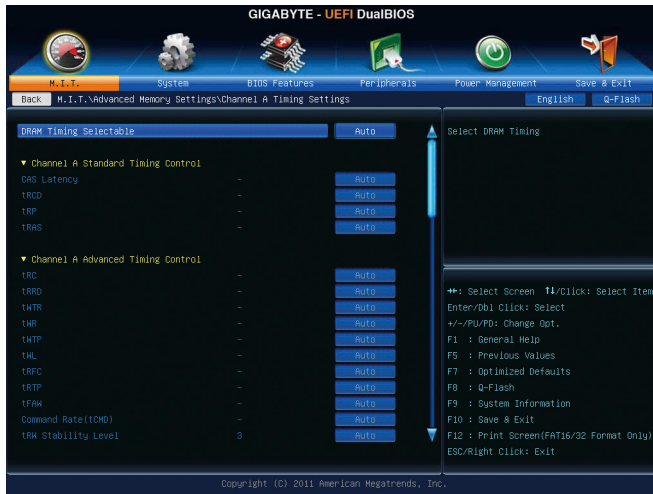 GIGABYTE - UEFI DualBIOS
M.I.T. System BIOS Features Peripherals Power Management Save & Exit
Back M.I.T.\Advanced Memory Settings\Channel A Timing Settings English Q-Flash
DRAM Timing Selectable Auto
▼ Channel A Standard Timing Control
CAS Latency - Auto
tRCD - Auto
tRP - Auto
tRAS - Auto
▼ Channel A Advanced Timing Control
tRC - Auto
tRRD - Auto
tWTR - Auto
tWR - Auto
tWTP - Auto
tWL - Auto
tRFC - Auto
tRTP - Auto
tFAW - Auto
Command Rate(tCMD) - Auto
tRW Stability Level 3 Auto
Select DRAM Timing
→←: Select Screen ↑↓/Click: Select Item
Enter/Dbl Click: Select
+/-/PU/PD: Change Opt.
F1 : General Help
F5 : Previous Values
F7 : Optimized Defaults
F8 : Q-Flash
F9 : System Information
F10 : Save & Exit
F12 : Print Screen(FAT16/32 Format Only)
ESC/Right Click: Exit
Copyright (C) 2011 American Megatrends, Inc.